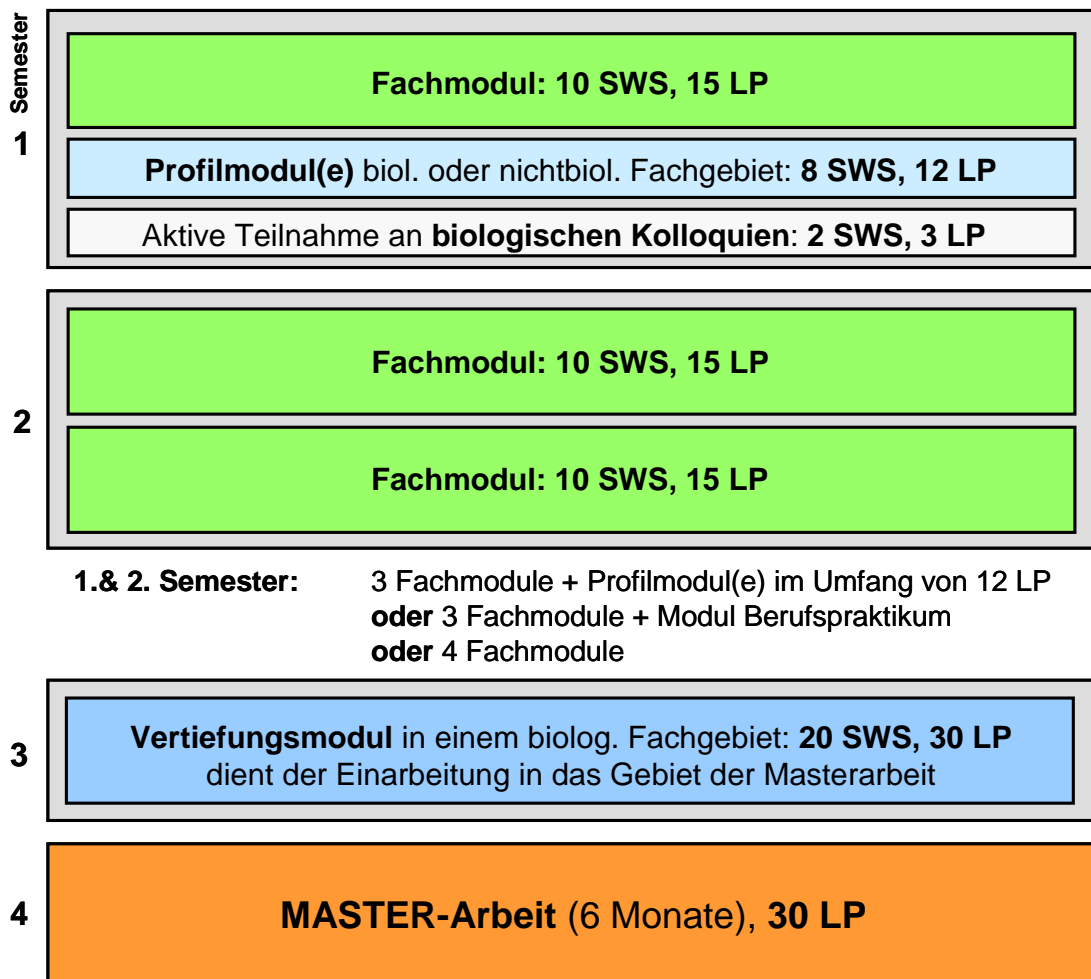 Semester
1
Fachmodul: 10 SWS, 15 LP
Profilmodul(e) biol. oder nichtbiol. Fachgebiet: 8 SWS, 12 LP
Aktive Teilnahme an biologischen Kolloquien: 2 SWS, 3 LP
2
Fachmodul: 10 SWS, 15 LP
Fachmodul: 10 SWS, 15 LP
1.& 2. Semester: 3 Fachmodule + Profilmodul(e) im Umfang von 12 LP
oder 3 Fachmodule + Modul Berufspraktikum
oder 4 Fachmodule
3
Vertiefungsmodul in einem biolog. Fachgebiet: 20 SWS, 30 LP
dient der Einarbeitung in das Gebiet der Masterarbeit
4
MASTER-Arbeit (6 Monate), 30 LP